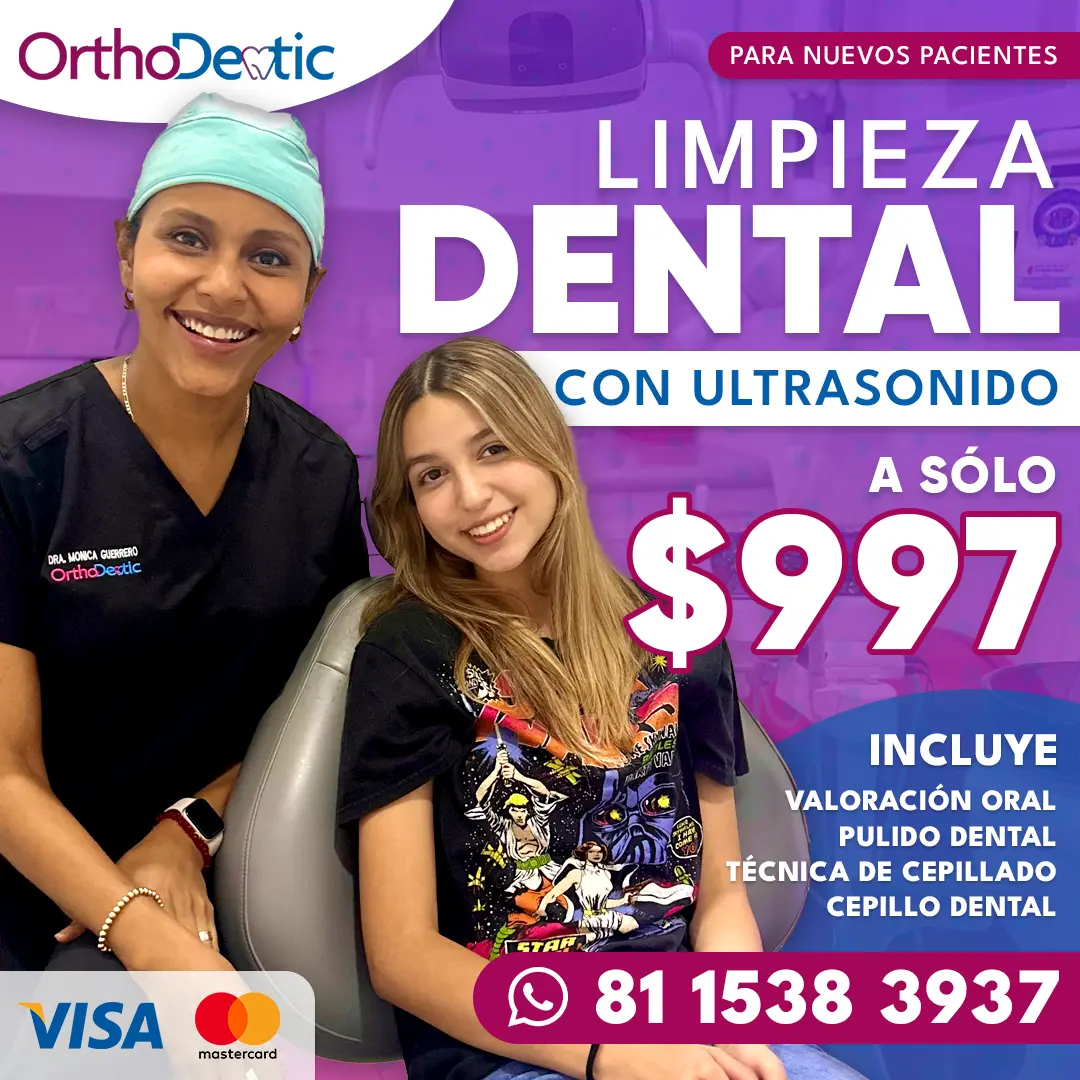 OrthoDentic
PARA NUEVOS PACIENTES
LIMPIEZA
DENTAL
CON ULTRASONIDO
A SÓLO
$997
DRA. MONICA GUERRERO
OrthoDentic
INCLUYE
VALORACIÓN ORAL
PULIDO DENTAL
TÉCNICA DE CEPILLADO
CEPILLO DENTAL
STAR
81 1538 3937
VISA
mastercard